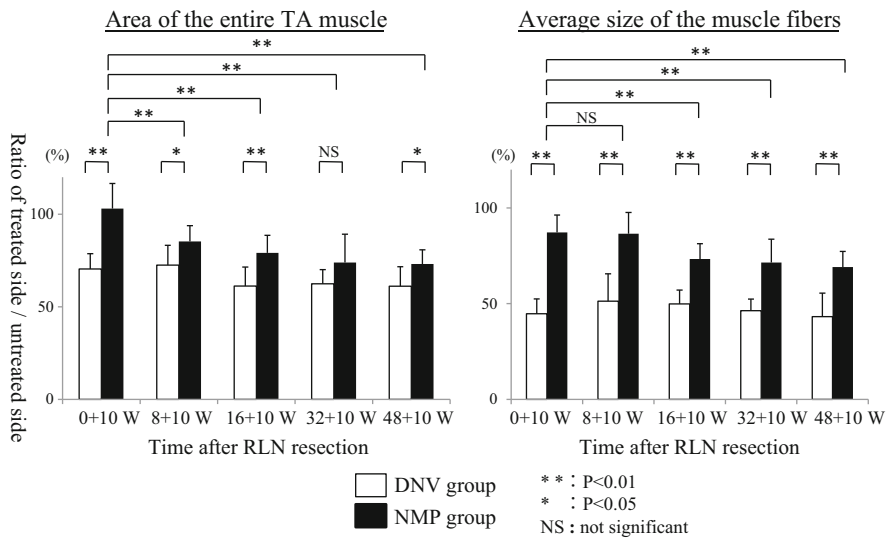 Area of the entire TA muscle
**
**
**
**
(%)
**
*
**
NS
*
100
50
0
0+10 W 8+10 W 16+10 W 32+10 W 48+10 W
Time after RLN resection
Ratio of treated side / untreated side
Average size of the muscle fibers
**
**
**
NS
(%)
**
**
**
**
**
100
50
0
0+10 W 8+10 W 16+10 W 32+10 W 48+10 W
Time after RLN resection
DNV group
NMP group
** : P<0.01
* : P<0.05
NS : not significant